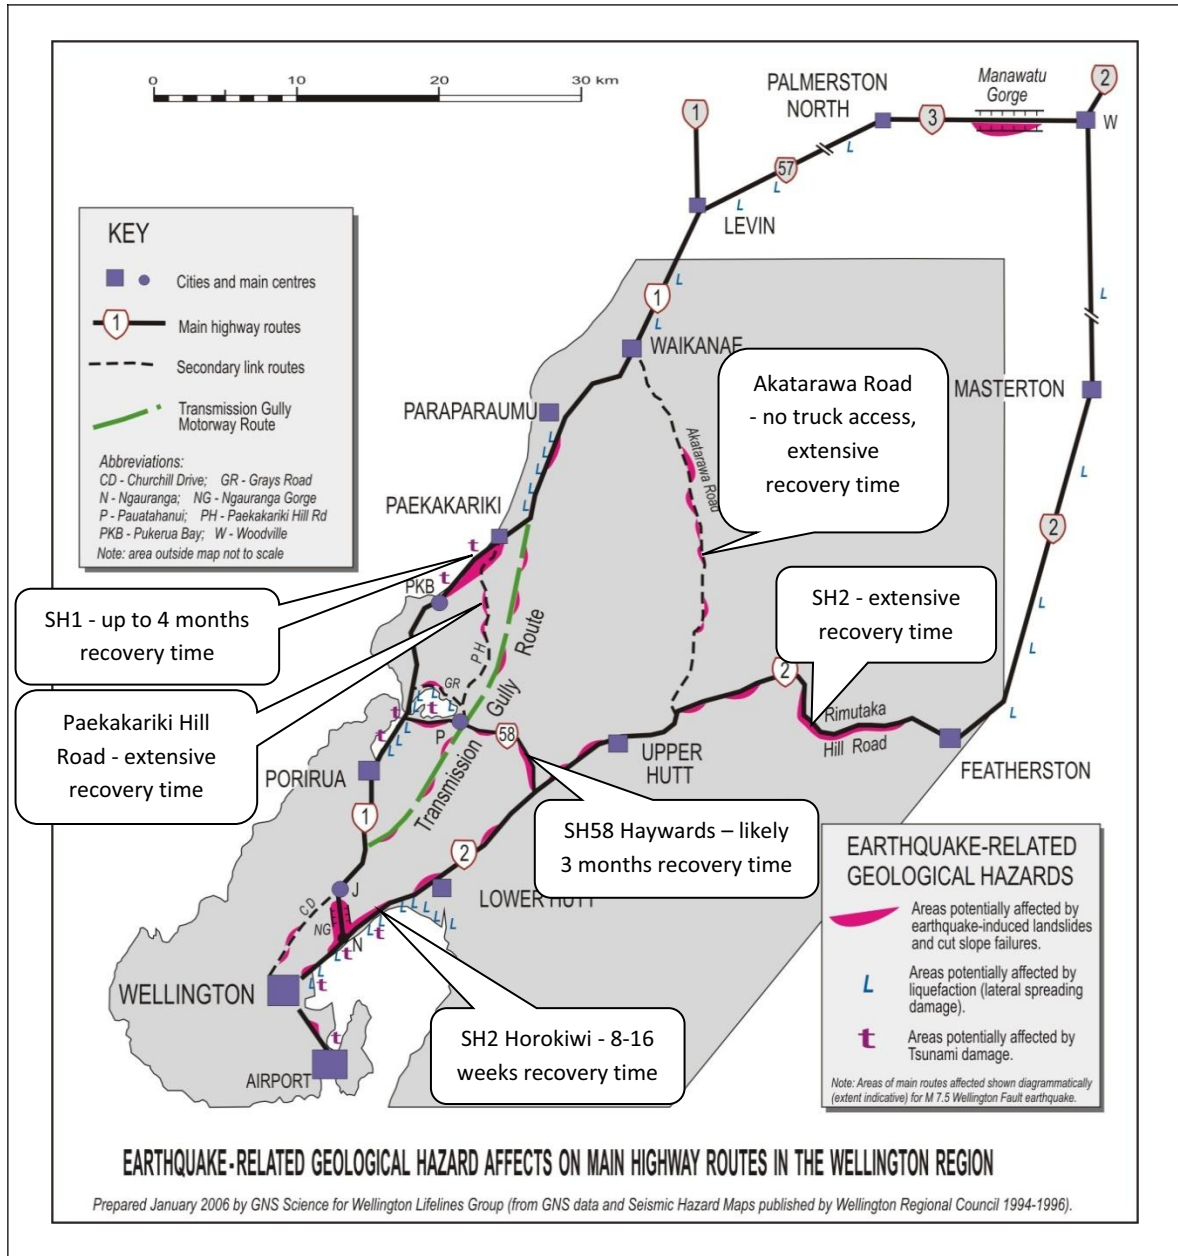 0 10 20 30 km
PALMERSTON
NORTH
Manawatu
Gorge
2
1
3
W
57
LEVIN
KEY
Cities and main centres
1
Main highway routes
Secondary link routes
Transmission Gully
Motorway Route
Abbreviations:
CD - Churchill Drive; GR - Grays Road
N - Ngauranga; NG - Ngauranga Gorge
P - Pauatahanui; PH - Paekakariki Hill Rd
PKB - Pukerua Bay; W - Woodville
Note: area outside map not to scale
1
WAIKANAE
PARAPARAUMU
MASTERTON
Akatarawa Road
- no truck access,
extensive
recovery time
Akatarawa Road
PAEKAKARIKI
2
PKB
SH1 - up to 4 months
recovery time
SH2 - extensive
recovery time
PH
Route
GR
Gully
2
Rimutaka
Hill Road
Paekakariki Hill
Road - extensive
recovery time
P
58
UPPER
HUTT
FEATHERSTON
PORIRUA
Transmission
1
SH58 Haywards – likely
3 months recovery time
2
J
CD
NG
N
LOWER HUTT
WELLINGTON
SH2 Horokiwi - 8-16
weeks recovery time
AIRPORT
EARTHQUAKE-RELATED
GEOLOGICAL HAZARDS
Areas potentially affected by
earthquake-induced landslides
and cut slope failures.
L
Areas potentially affected by
liquefaction (lateral spreading
damage).
t
Areas potentially affected by
Tsunami damage.
Note: Areas of main routes affected shown diagrammatically
(extent indicative) for M 7.5 Wellington Fault earthquake.
EARTHQUAKE-RELATED GEOLOGICAL HAZARD AFFECTS ON MAIN HIGHWAY ROUTES IN THE WELLINGTON REGION
Prepared January 2006 by GNS Science for Wellington Lifelines Group (from GNS data and Seismic Hazard Maps published by Wellington Regional Council 1994-1996).